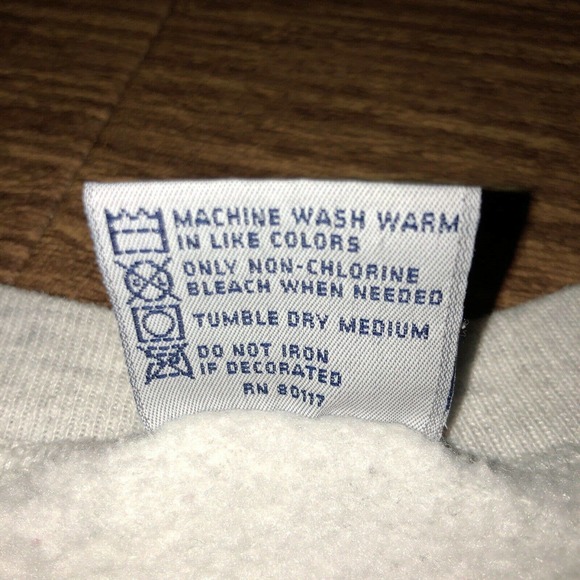 MACHINE WASH WARM
IN LIKE COLORS
ONLY NON-CHLORINE
BLEACH WHEN NEEDED
TUMBLE DRY MEDIUM
DO NOT IRON
IF DECORATED
RN 80117